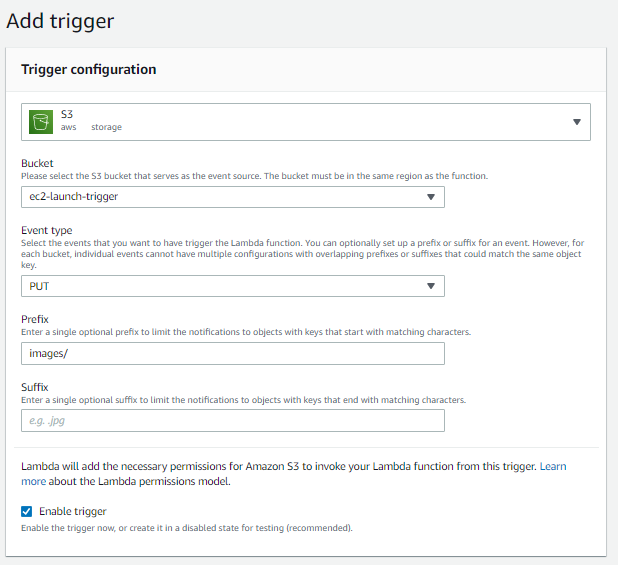 Add trigger
Trigger configuration
S3
aws storage
Bucket
Please select the S3 bucket that serves as the event source. The bucket must be in the same region as the function.
ec2-launch-trigger
Event type
Select the events that you want to have trigger the Lambda function. You can optionally set up a prefix or suffix for an event. However, for
each bucket, individual events cannot have multiple configurations with overlapping prefixes or suffixes that could match the same object
key.
PUT
Prefix
Enter a single optional prefix to limit the notifications to objects with keys that start with matching characters.
images/
Suffix
Enter a single optional suffix to limit the notifications to objects with keys that end with matching characters.
e.g. .jpg
Lambda will add the necessary permissions for Amazon S3 to invoke your Lambda function from this trigger. Learn
more about the Lambda permissions model.
Enable trigger
Enable the trigger now, or create it in a disabled state for testing (recommended).